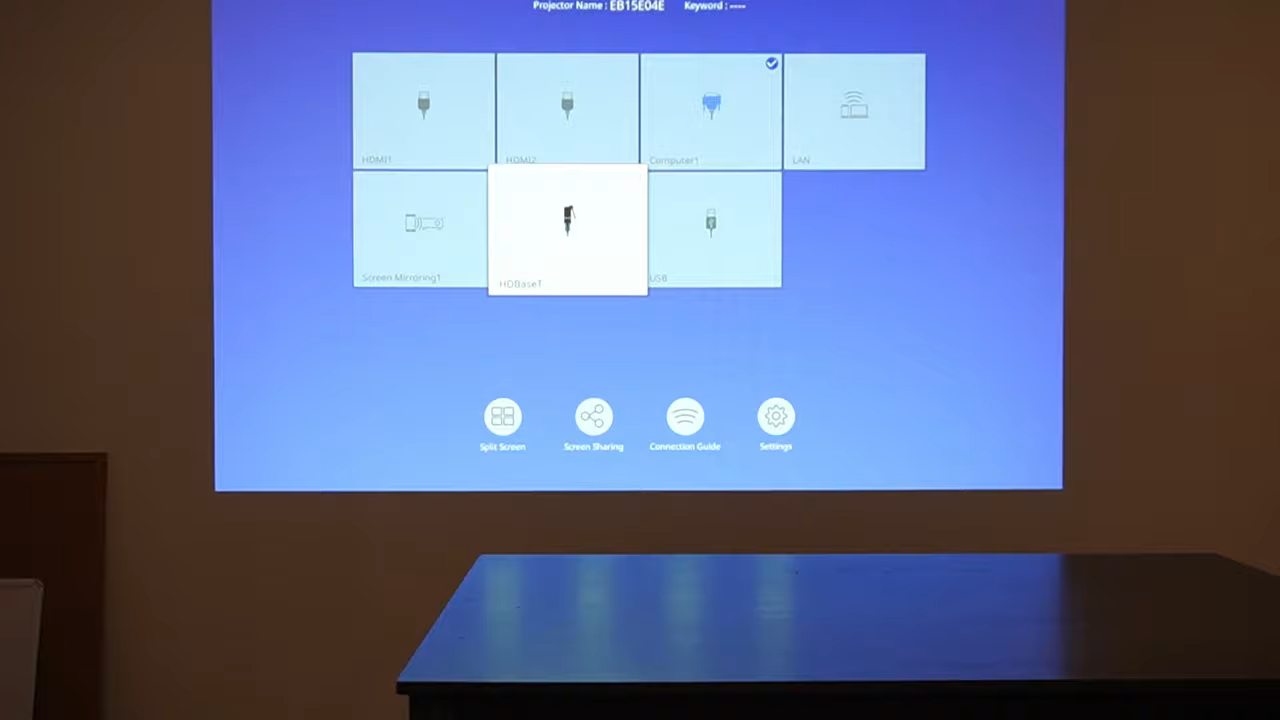 Projector Name : EB15E04E Keyword : ----
HDMI1 HDMI2 Computer1 LAN
Screen Mirroring1 HDBaseT USB
Split Screen Screen Sharing Connection Guide Settings